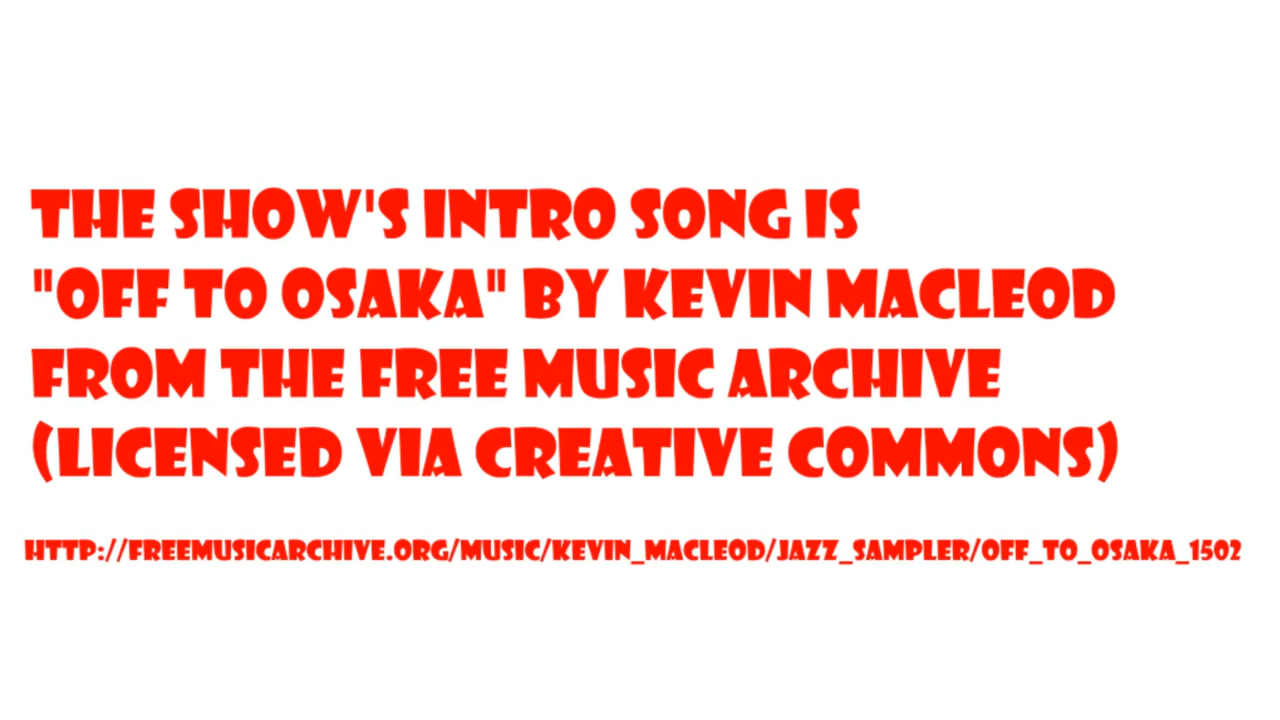 THE SHOW'S INTRO SONG IS
"OFF TO OSAKA" BY KEVIN MACLEOD
FROM THE FREE MUSIC ARCHIVE
(LICENSED VIA CREATIVE COMMONS)
HTTP://FREEMUSICARCHIVE.ORG/MUSIC/KEVIN_MACLEOD/JAZZ_SAMPLER/OFF_TO_OSAKA_1502